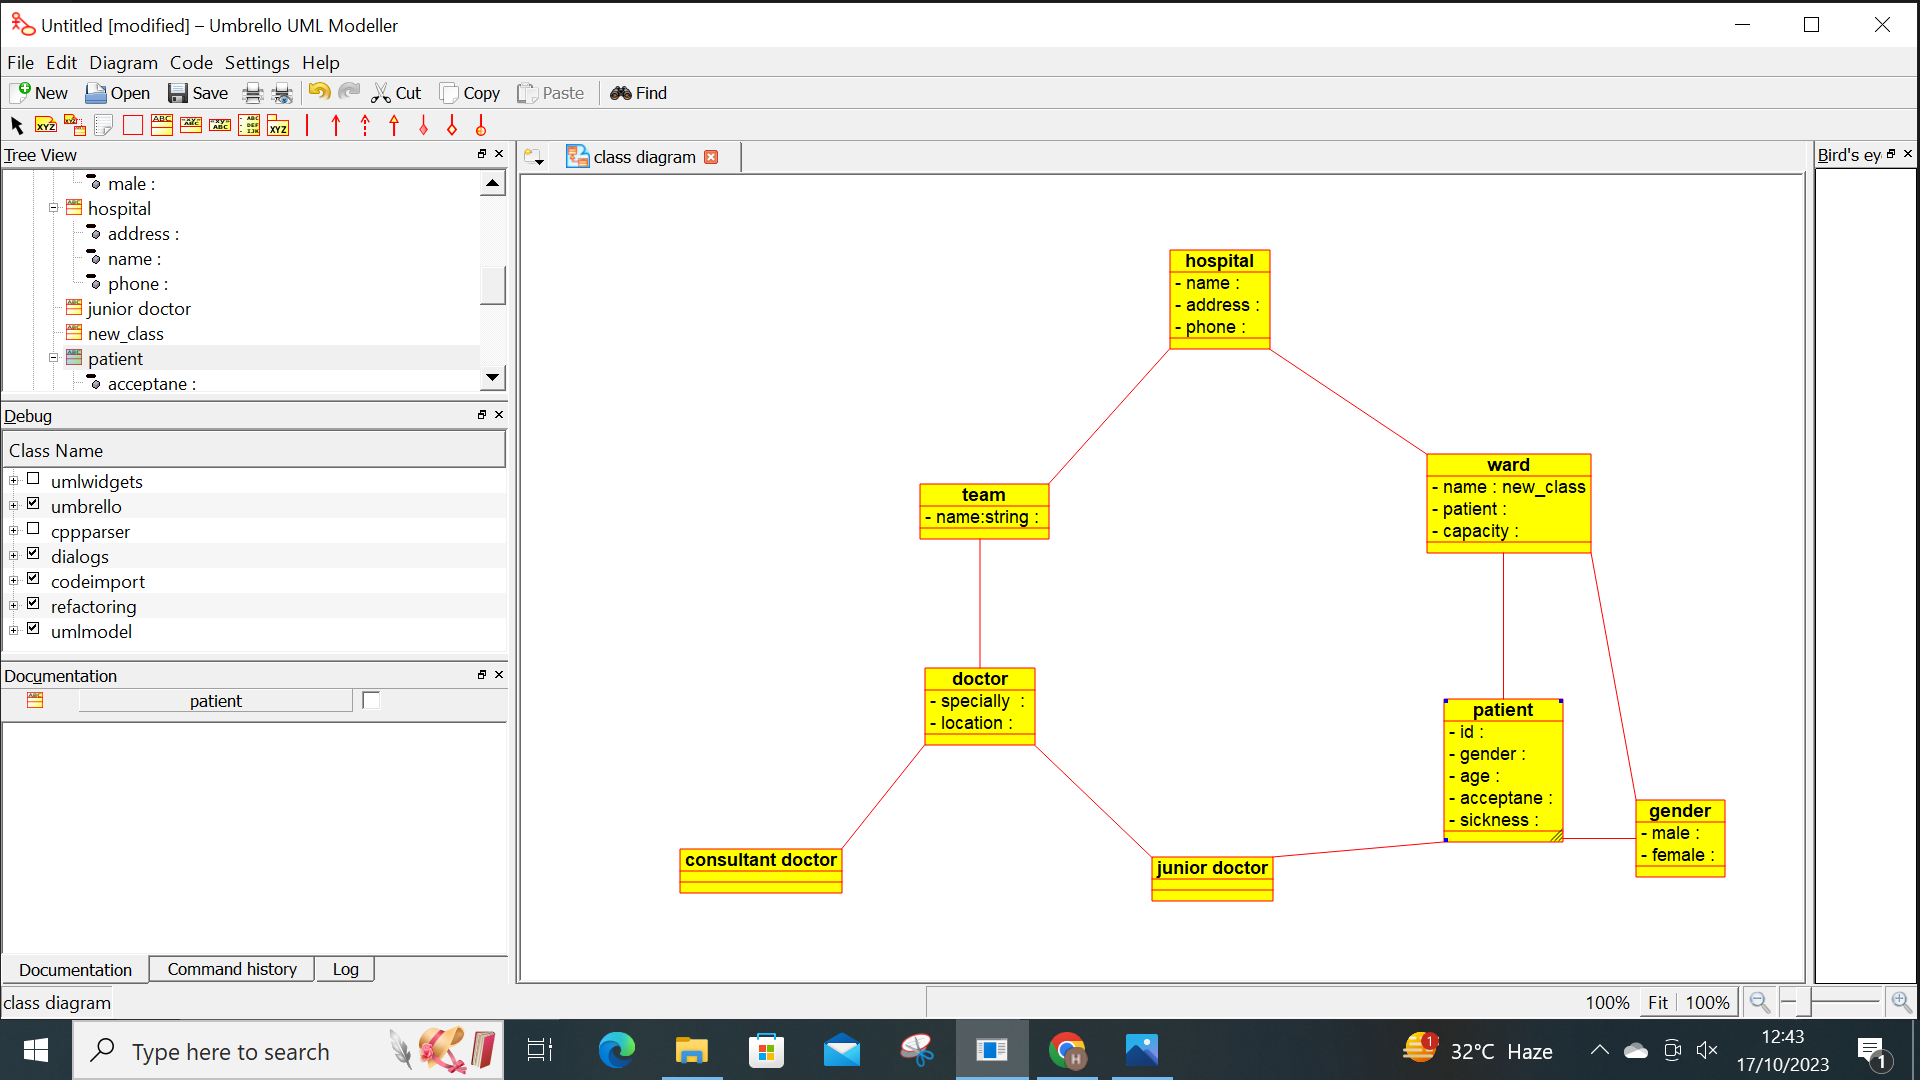 Untitled [modified] – Umbrello UML Modeller
File Edit Diagram Code Settings Help
New Open Save Cut Copy Paste Find
Tree View
male :
hospital
address :
name :
phone :
junior doctor
new_class
patient
acceptane :
Debug
Class Name
umlwidgets
umbrello
cppparser
dialogs
codeimport
refactoring
umlmodel
Documentation
patient
Documentation Command history Log
class diagram
class diagram
Bird's ey
hospital
- name :
- address :
- phone :
team
- name:string :
ward
- name : new_class
- patient :
- capacity :
doctor
- specially :
- location :
patient
- id :
- gender :
- age :
- acceptane :
- sickness :
gender
- male :
- female :
consultant doctor
junior doctor
100% Fit 100%
Type here to search
1
H
32°C Haze
12:43
17/10/2023
1